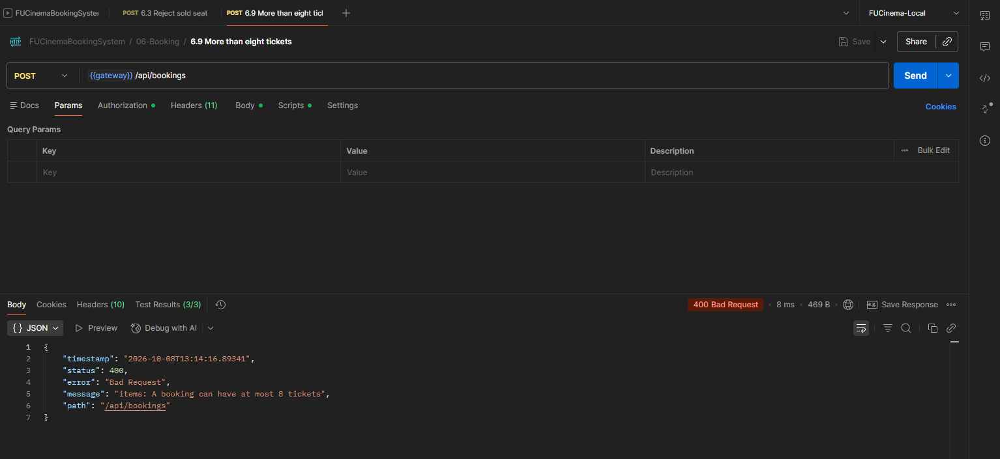 FUCinemaBookingSystem
POST 6.3 Reject sold seat
POST 6.9 More than eight tick
FUCinema-Local
HTTP FUCinemaBookingSystem / 06-Booking / 6.9 More than eight tickets
Save
Share
POST
{{gateway}} /api/bookings
Send
Docs
Params
Authorization
Headers (11)
Body
Scripts
Settings
Cookies
Query Params
Key Value Description ••• Bulk Edit
Key Value Description
Body Cookies Headers (10) Test Results (3/3)
400 Bad Request • 8 ms • 469 B
e.g. Save Response •••
{} JSON
Preview
Debug with AI
1 {
2 "timestamp": "2026-10-08T13:14:16.89341",
3 "status": 400,
4 "error": "Bad Request",
5 "message": "items: A booking can have at most 8 tickets",
6 "path": "/api/bookings"
7 }